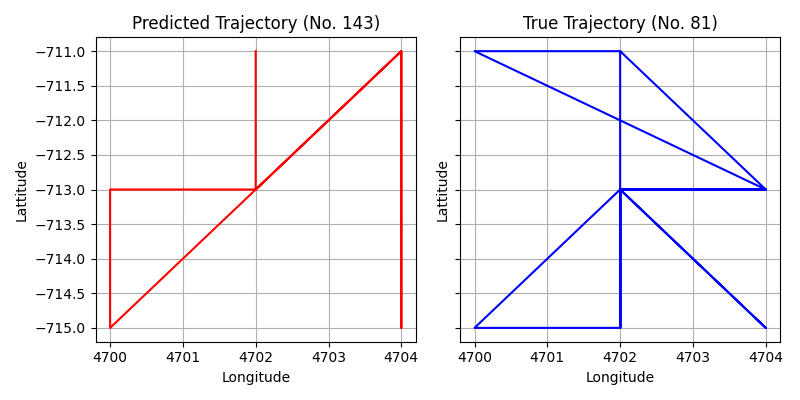 Predicted Trajectory (No. 143)
True Trajectory (No. 81)
Lattitude
−711.0
−711.5
−712.0
−712.5
−713.0
−713.5
−714.0
−714.5
−715.0
4700 4701 4702 4703 4704
Longitude
Lattitude
4700 4701 4702 4703 4704
Longitude